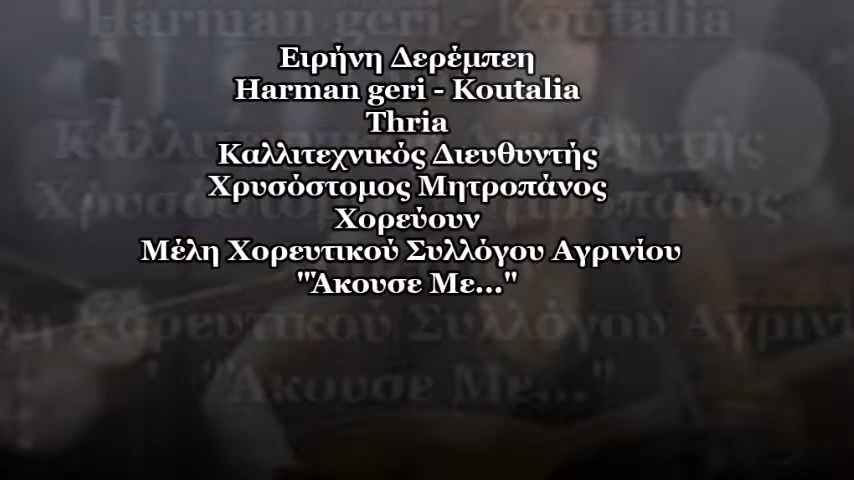 Ειρήνη Δερέμπεη
Harman geri - Koutalia
Thria
Καλλιτεχνικός Διευθυντής
Χρυσόστομος Μητροπάνος
Χορεύουν
Μέλη Χορευτικού Συλλόγου Αγρινίου
"Άκουσε Με..."